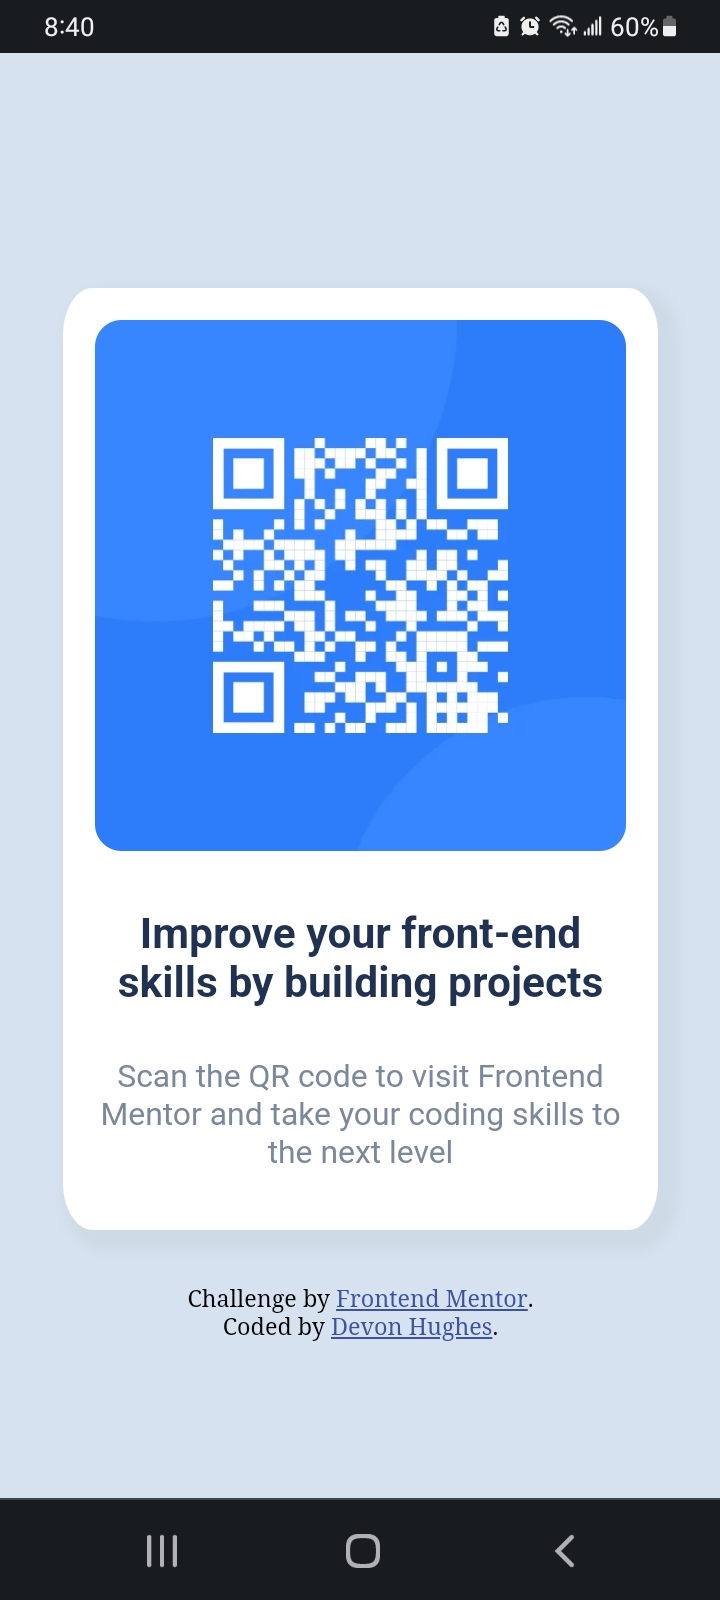 8:40
60%
Improve your front-end
skills by building projects
Scan the QR code to visit Frontend
Mentor and take your coding skills to
the next level
Challenge by Frontend Mentor.
Coded by Devon Hughes.